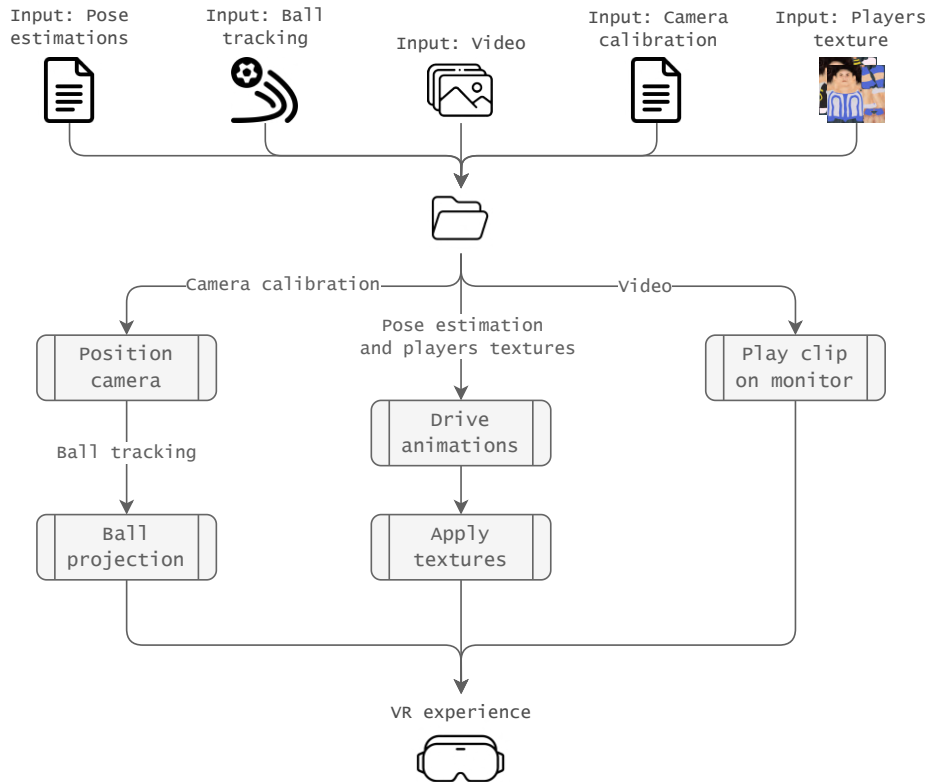 Input: Pose
estimations
Input: Ball
tracking
Input: Video
Input: Camera
calibration
Input: Players
texture
Camera calibration
Pose estimation
and players textures
Video
Position
camera
Drive
animations
Play clip
on monitor
Ball tracking
Ball
projection
Apply
textures
VR experience